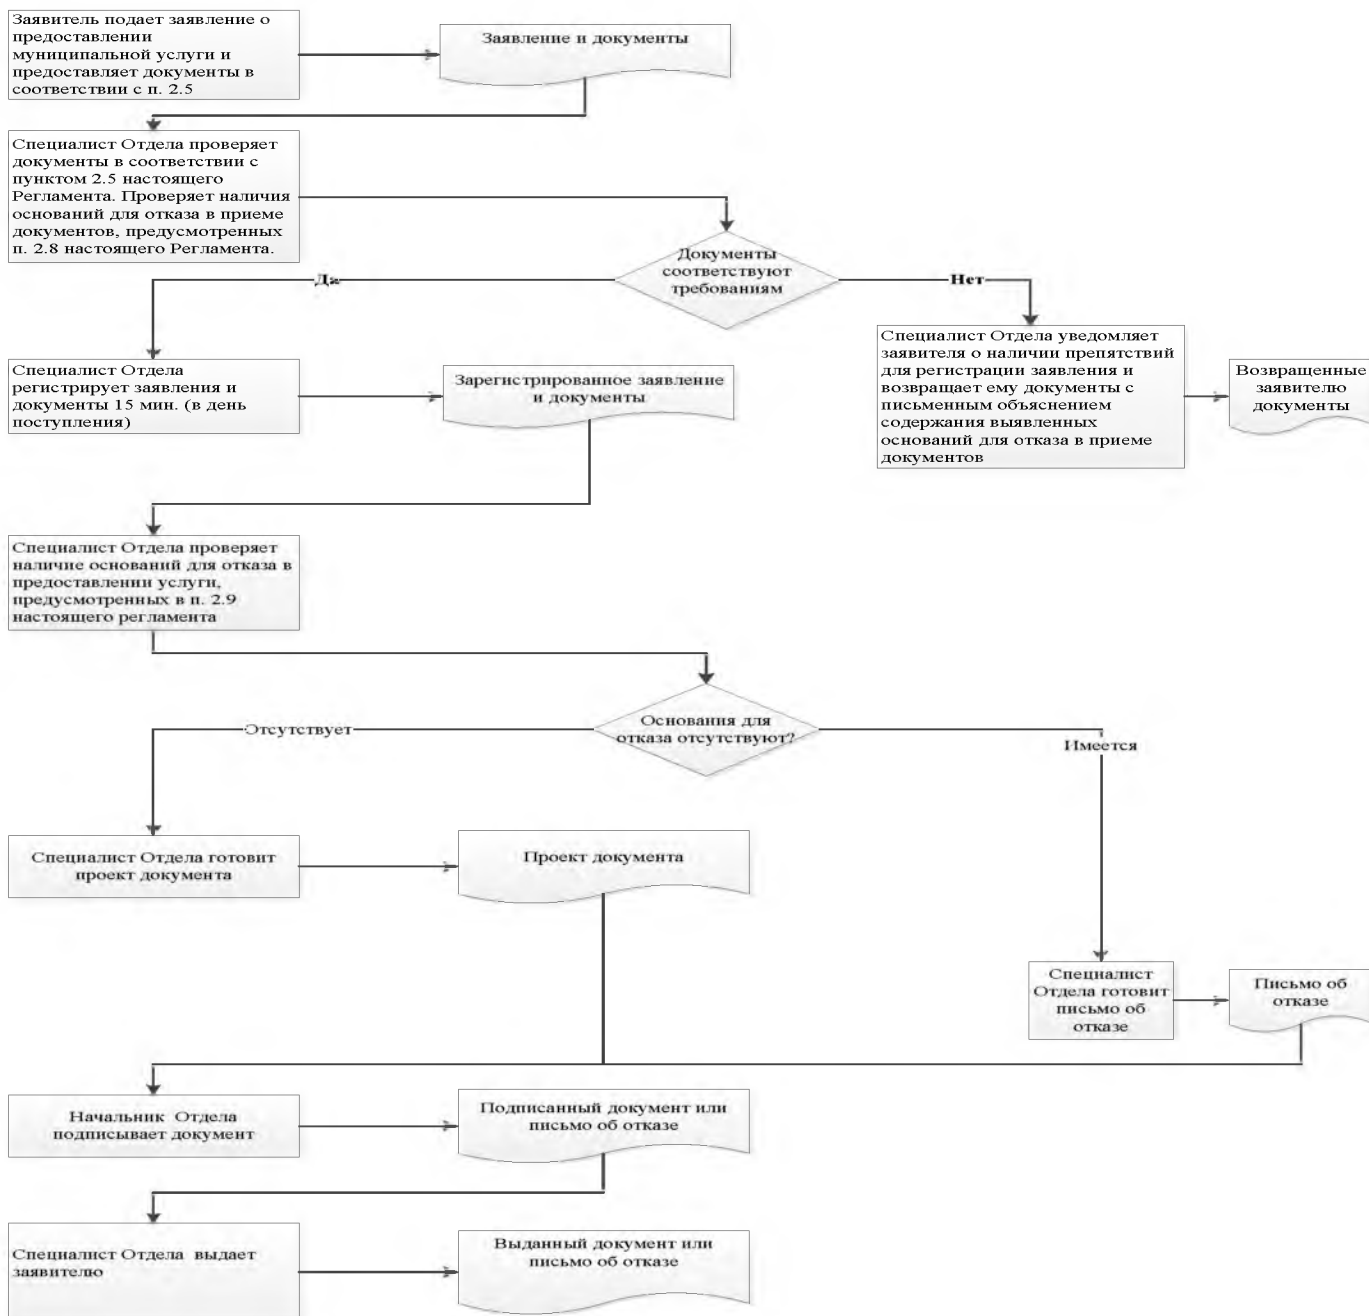 Заявитель подает заявление о
предоставлении
муниципальной услуги и
предоставляет документы в
соответствии с п. 2.5
Заявление и документы
Специалист Отдела проверяет
документы в соответствии с
пунктом 2.5 настоящего
Регламента. Проверяет наличия
оснований для отказа в приеме
документов, предусмотренных
п. 2.8 настоящего Регламента.
Документы
соответствуют
требованиям
Да
Нет
Специалист Отдела
регистрирует заявления и
документы 15 мин. (в день
поступления)
Зарегистрированное заявление
и документы
Специалист Отдела уведомляет
заявителя о наличии препятствий
для регистрации заявления и
возвращает ему документы с
письменным объяснением
содержания выявленных
оснований для отказа в приеме
документов
Возвращенные
заявителю
документы
Специалист Отдела проверяет
наличие оснований для отказа в
предоставлении услуги,
предусмотренных в п. 2.9
настоящего регламента
Основания для
отказа отсутствуют?
Отсутствует
Имеется
Специалист Отдела готовит
проект документа
Проект документа
Специалист
Отдела готовит
письмо об
отказе
Письмо об
отказе
Начальник Отдела
подписывает документ
Подписанный документ или
письмо об отказе
Специалист Отдела выдает
заявителю
Выданный документ или
письмо об отказе